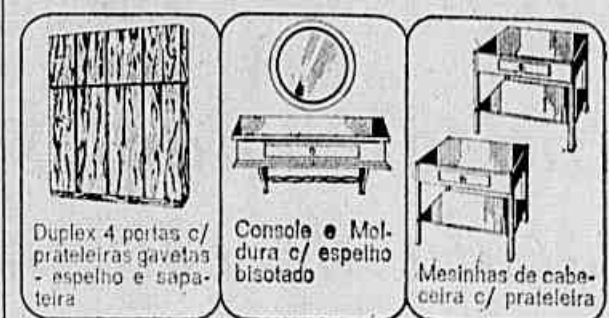 Duplex 4 portas c/
prateleiras gavetas
- espelho e sapa-
teira
Console e Mol-
dura c/ espelho
bisotado
Mesinhas de cabe-
ceira c/ prateleira